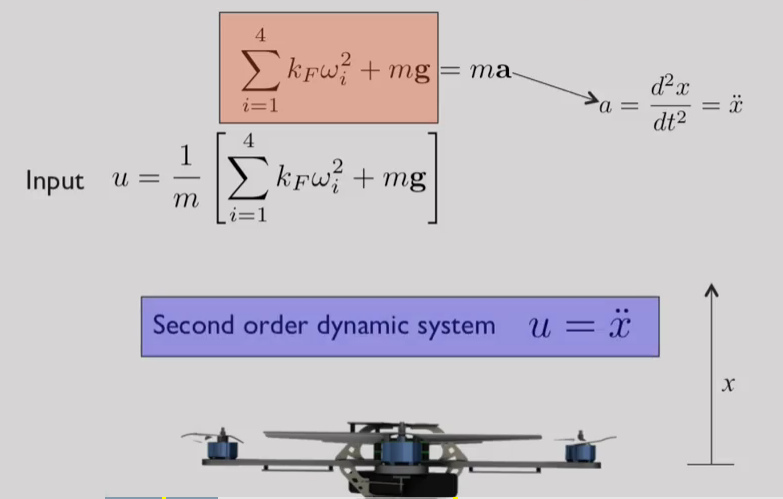 $\sum_{i=1}^{4} k_F \omega_i^2 + m\mathbf{g} = m\mathbf{a}$
$a = \frac{d^2x}{dt^2} = \ddot{x}$
Input $u = \frac{1}{m} \left[ \sum_{i=1}^{4} k_F \omega_i^2 + m\mathbf{g} \right]$
Second order dynamic system $u = \ddot{x}$
x